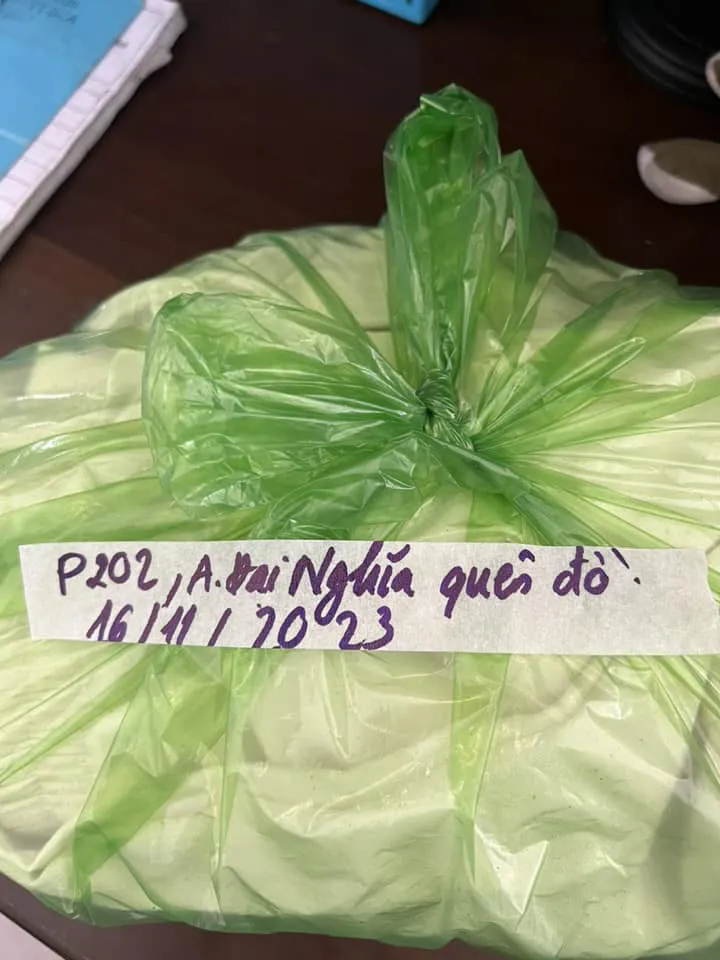 P202, A. Đại Nghĩa quên đồ.
16/11/2023